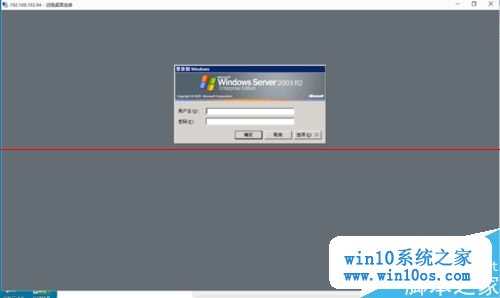 192.168.192.94 - 远程桌面连接
登录到 Windows
Microsoft
Windows Server 2003 R2
Enterprise Edition
Copyright © 2005 Microsoft Corporation
Microsoft
用户名(U):
密码(P):
确定
取消
选项(O) >>
win10系统之家
www.win10os.com
脚本之家